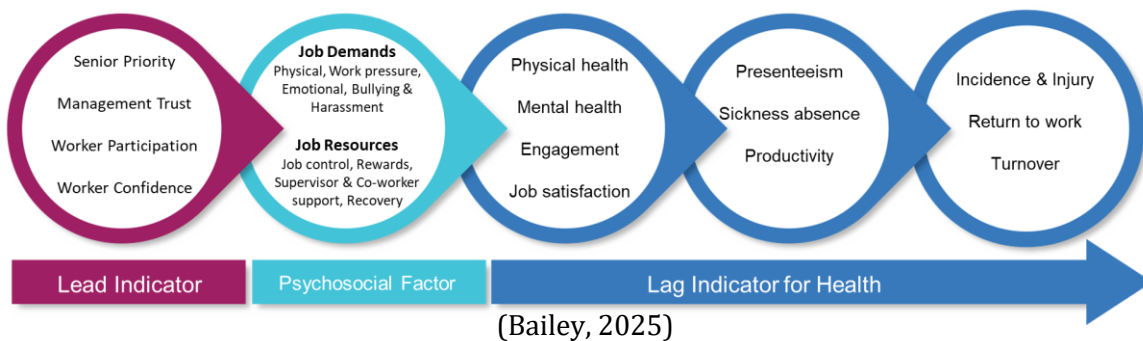 Senior Priority
Management Trust
Worker Participation
Worker Confidence
Job Demands
Physical, Work pressure,
Emotional, Bullying &
Harassment
Job Resources
Job control, Rewards,
Supervisor & Co-worker
support, Recovery
Physical health
Mental health
Engagement
Job satisfaction
Presenteeism
Sickness absence
Productivity
Incidence & Injury
Return to work
Turnover
Lead Indicator
Psychosocial Factor
Lag Indicator for Health
(Bailey, 2025)